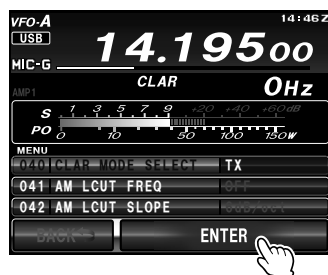 VFO-A 14:46Z
USB
14.19500
MIC-G
CLAR 0Hz
AMP1
S 1 3 5 7 9 +20 +40 +60dB
PO 0 10 50 100 150W
MENU
040 CLAR MODE SELECT TX
041 AM LCUT FREQ OFF
042 AM LCUT SLOPE 6dB/oct
BACK ENTER